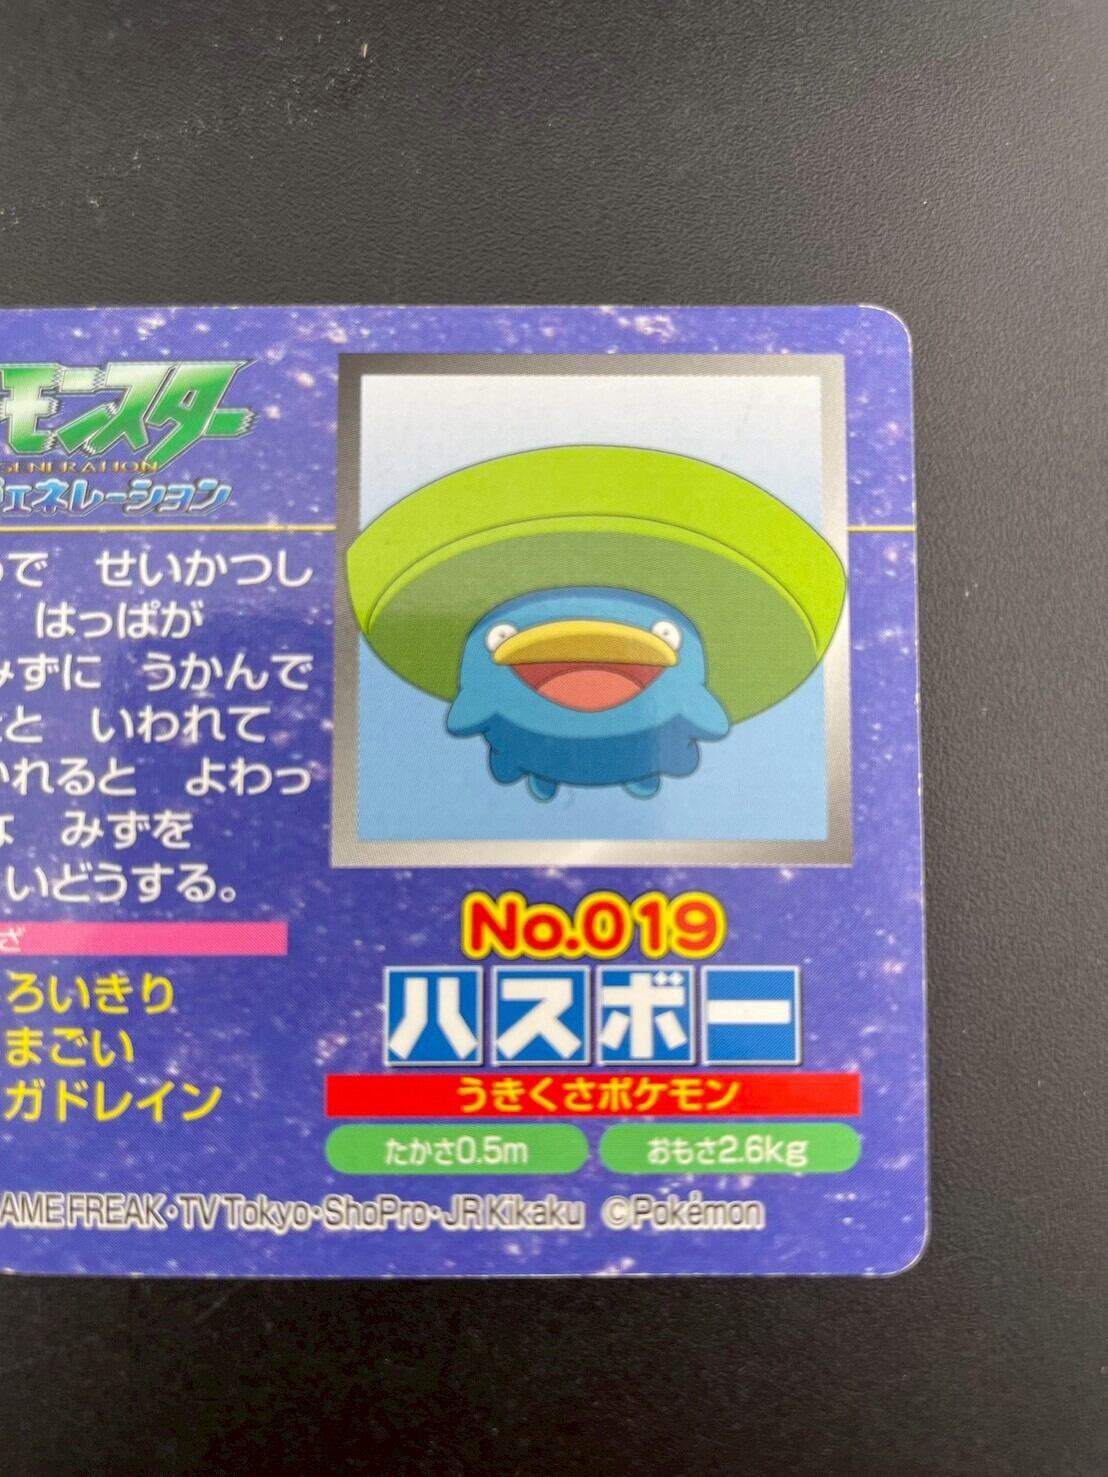 モンスター
GENERATION
ジェネレーション
で せいかつし
はっぱが
みずに うかんで
と いわれて
かれると よわっ
みずを
いどうする。
ざ
ろいきり
まごい
ガドレイン
No.019
ハスボー
うきくさポケモン
たかさ0.5m おもさ2.6kg
AME FREAK・TV Tokyo・ShoPro・JR Kikaku ©Pokémon